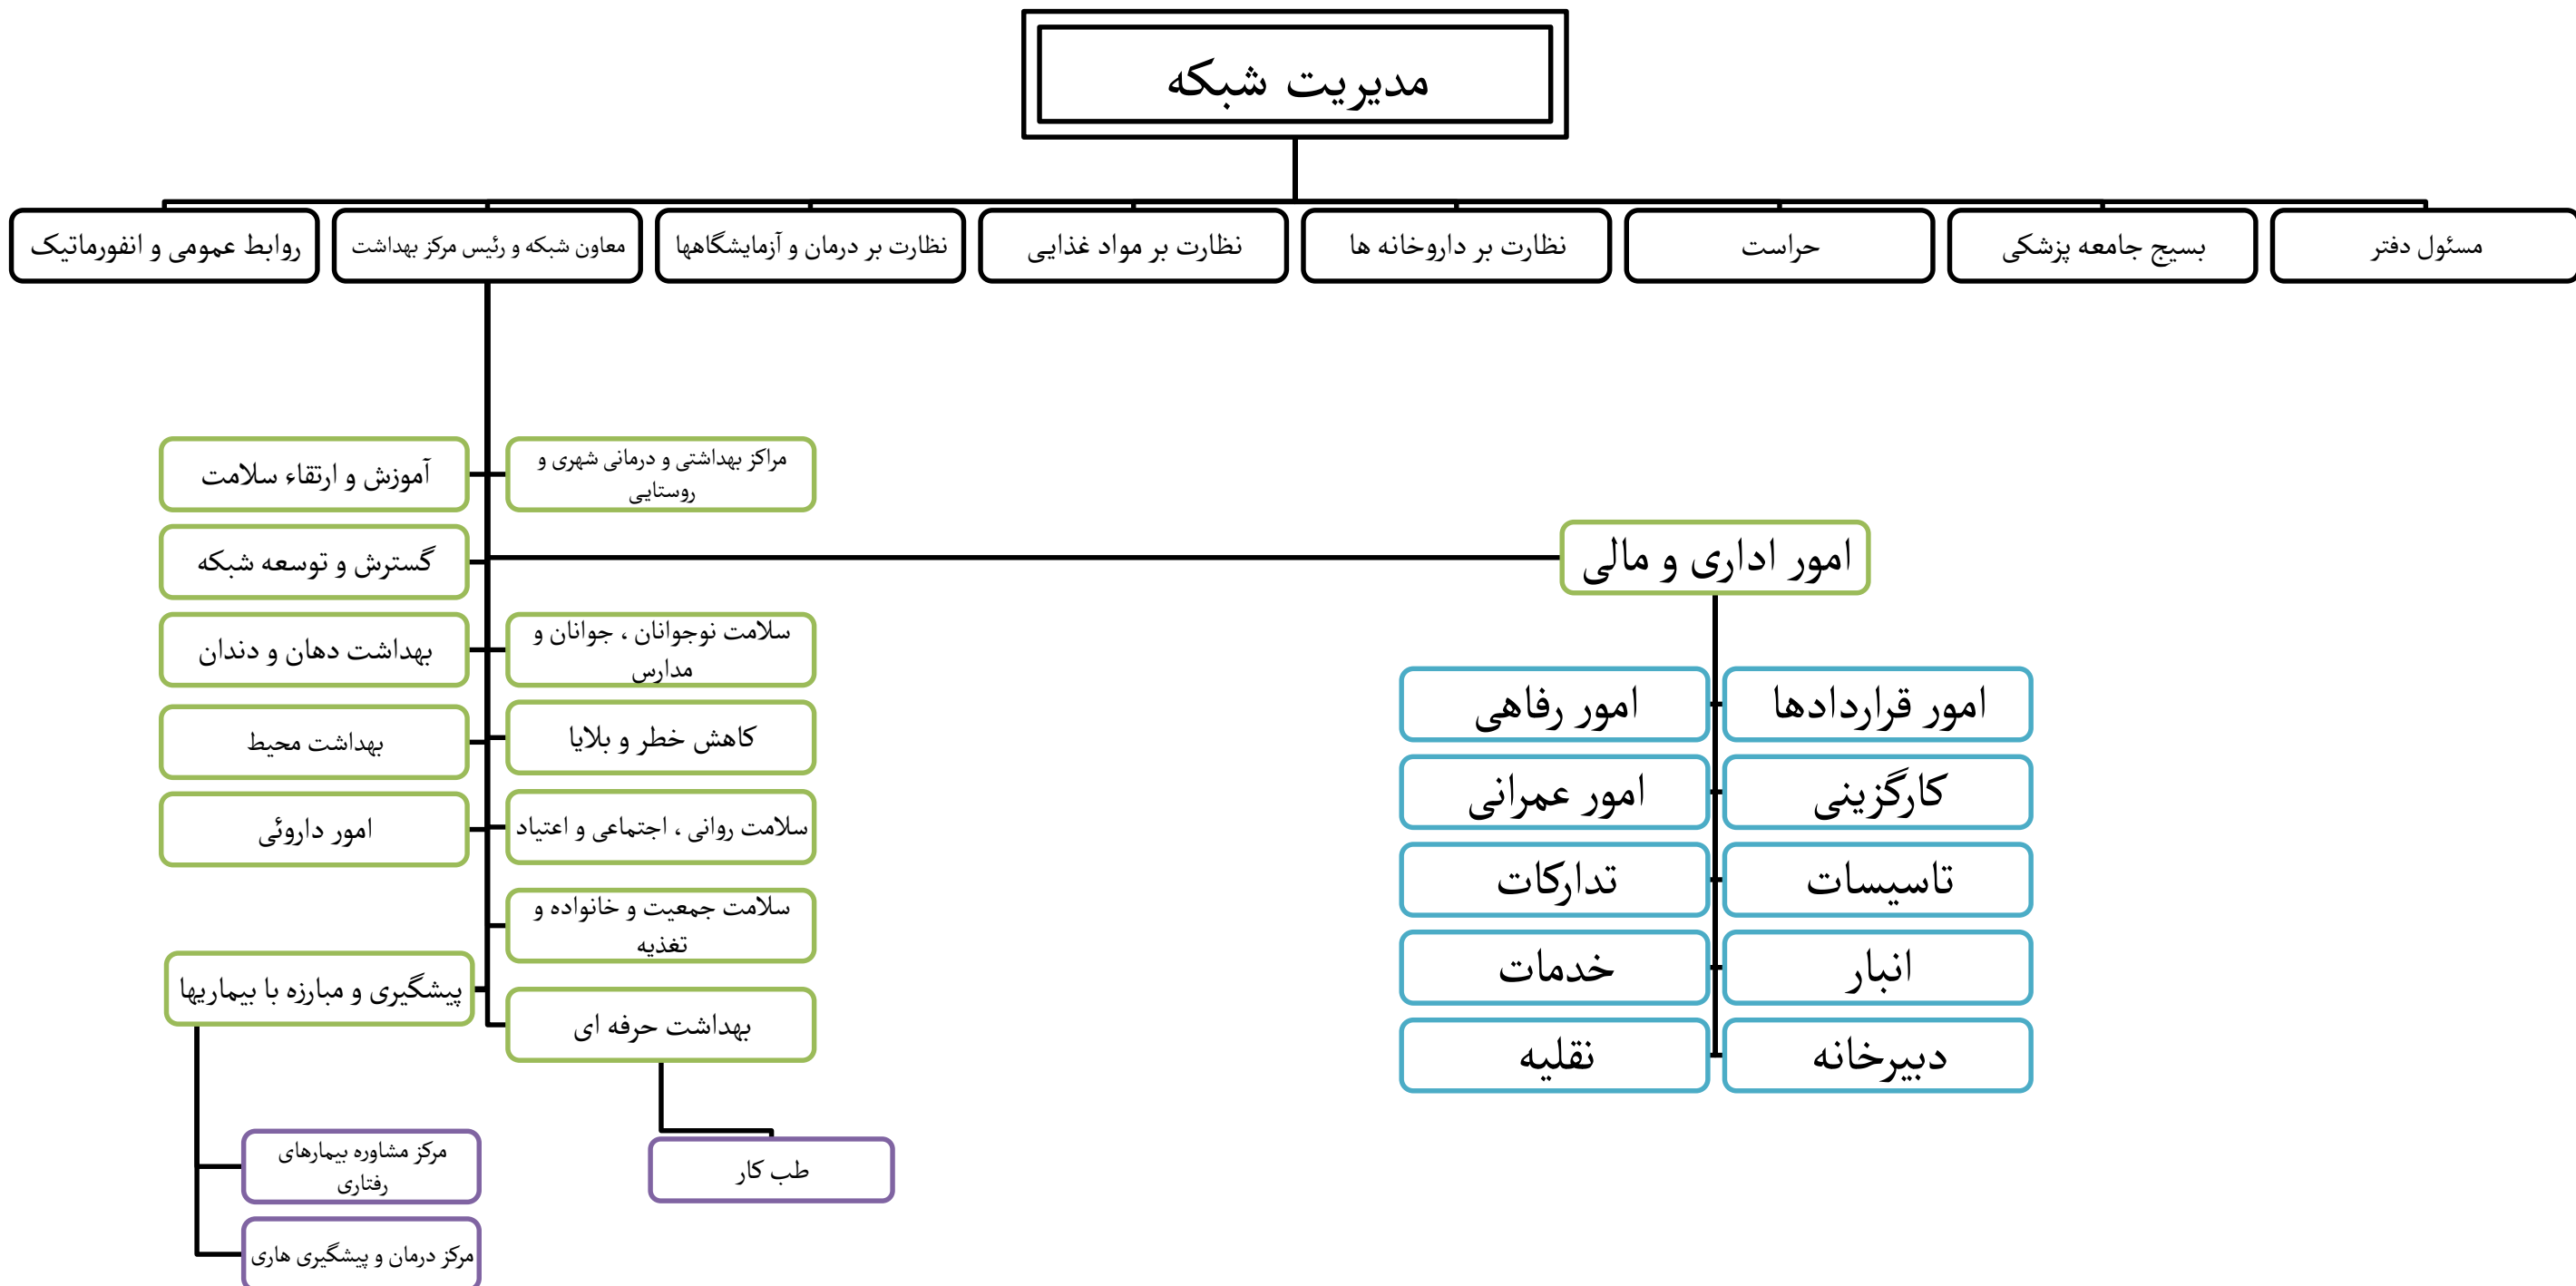 مدیریت شبکه
مسئول دفتر
بسیج جامعه پزشکی
حراست
نظارت بر داروخانه ها
نظارت بر مواد غذایی
نظارت بر درمان و آزمایشگاهها
معاون شبکه و رئیس مرکز بهداشت
روابط عمومی و انفورماتیک
مراکز بهداشتی و درمانی شهری و
روستایی
آموزش و ارتقاء سلامت
امور اداری و مالی
گسترش و توسعه شبکه
سلامت نوجوانان ، جوانان و
مدارس
بهداشت دهان و دندان
امور قراردادها
امور رفاهی
کاهش خطر و بلایا
بهداشت محیط
کارگزینی
امور عمرانی
سلامت روانی ، اجتماعی و اعتیاد
امور داروئی
تاسیسات
تدارکات
سلامت جمعیت و خانواده و
تغذیه
انبار
خدمات
پیشگیری و مبارزه با بیماریها
بهداشت حرفه ای
دبیرخانه
نقلیه
طب کار
مرکز مشاوره بیمارهای
رفتاری
مرکز درمان و پیشگیری هاری